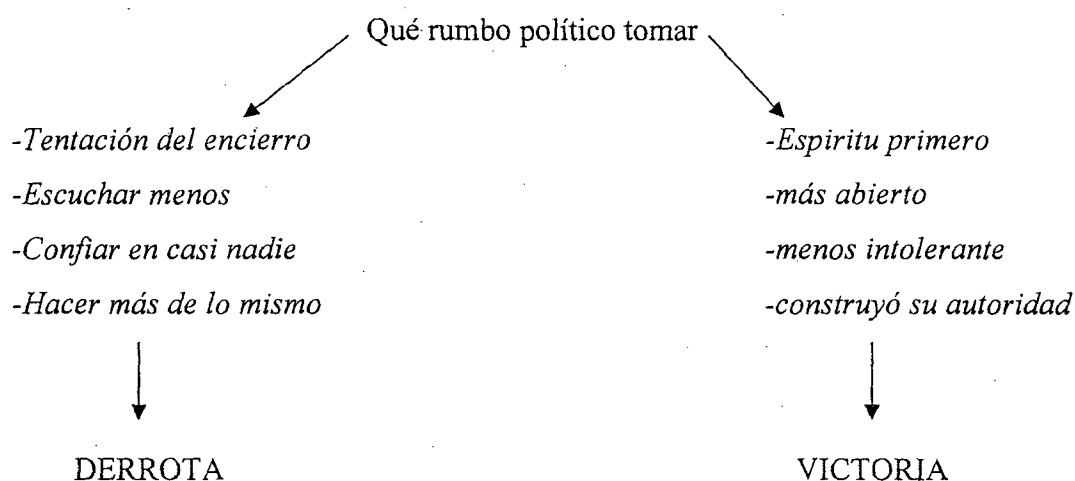 Qué rumbo político tomar
-Tentación del encierro
-Escuchar menos
-Confiar en casi nadie
-Hacer más de lo mismo
DERROTA
-Espiritu primero
-más abierto
-menos intolerante
-construyó su autoridad
VICTORIA